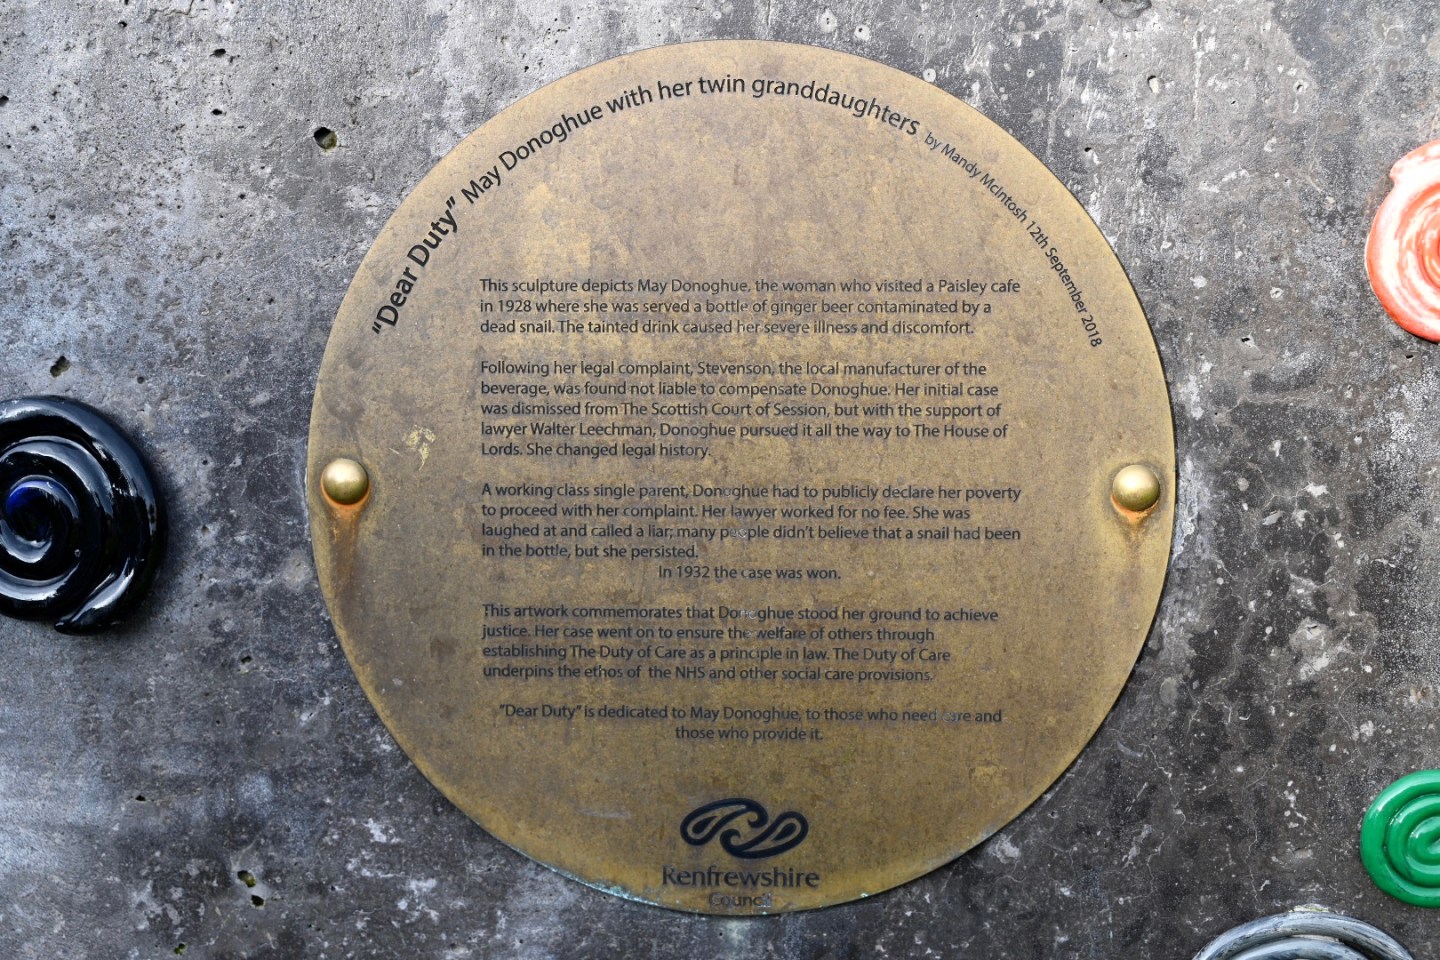 "Dear Duty" May Donoghue with her twin granddaughters by Mandy McIntosh 12th September 2018
This sculpture depicts May Donoghue, the woman who visited a Paisley cafe
in 1928 where she was served a bottle of ginger beer contaminated by a
dead snail. The tainted drink caused her severe illness and discomfort.
Following her legal complaint, Stevenson, the local manufacturer of the
beverage, was found not liable to compensate Donoghue. Her initial case
was dismissed from The Scottish Court of Session, but with the support of
lawyer Walter Leechman, Donoghue pursued it all the way to The House of
Lords. She changed legal history.
A working class single parent, Donoghue had to publicly declare her poverty
to proceed with her complaint. Her lawyer worked for no fee. She was
laughed at and called a liar; many people didn't believe that a snail had been
in the bottle, but she persisted.
In 1932 the case was won.
This artwork commemorates that Donoghue stood her ground to achieve
justice. Her case went on to ensure the welfare of others through
establishing The Duty of Care as a principle in law. The Duty of Care
underpins the ethos of the NHS and other social care provisions.
"Dear Duty" is dedicated to May Donoghue, to those who need care and
those who provide it.
Renfrewshire
Council